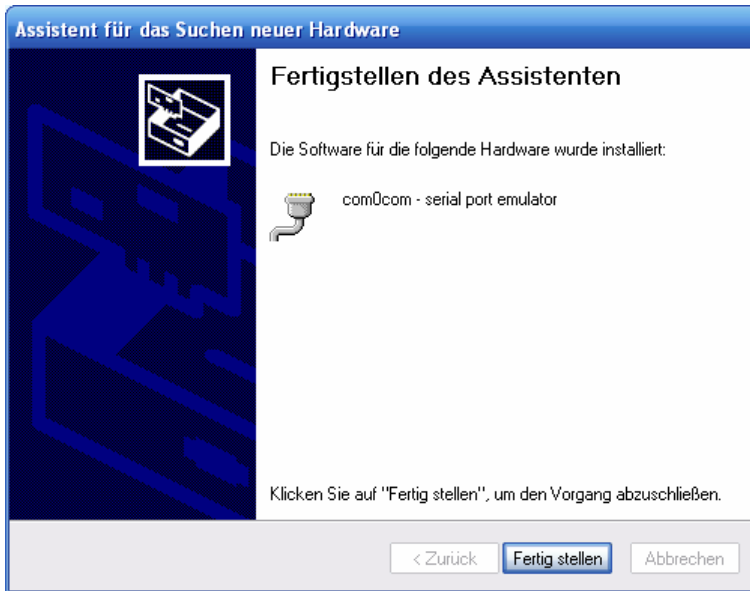 Assistent für das Suchen neuer Hardware
Fertigstellen des Assistenten
Die Software für die folgende Hardware wurde installiert:
com0com - serial port emulator
Klicken Sie auf "Fertig stellen", um den Vorgang abzuschließen.
< Zurück Fertig stellen Abbrechen